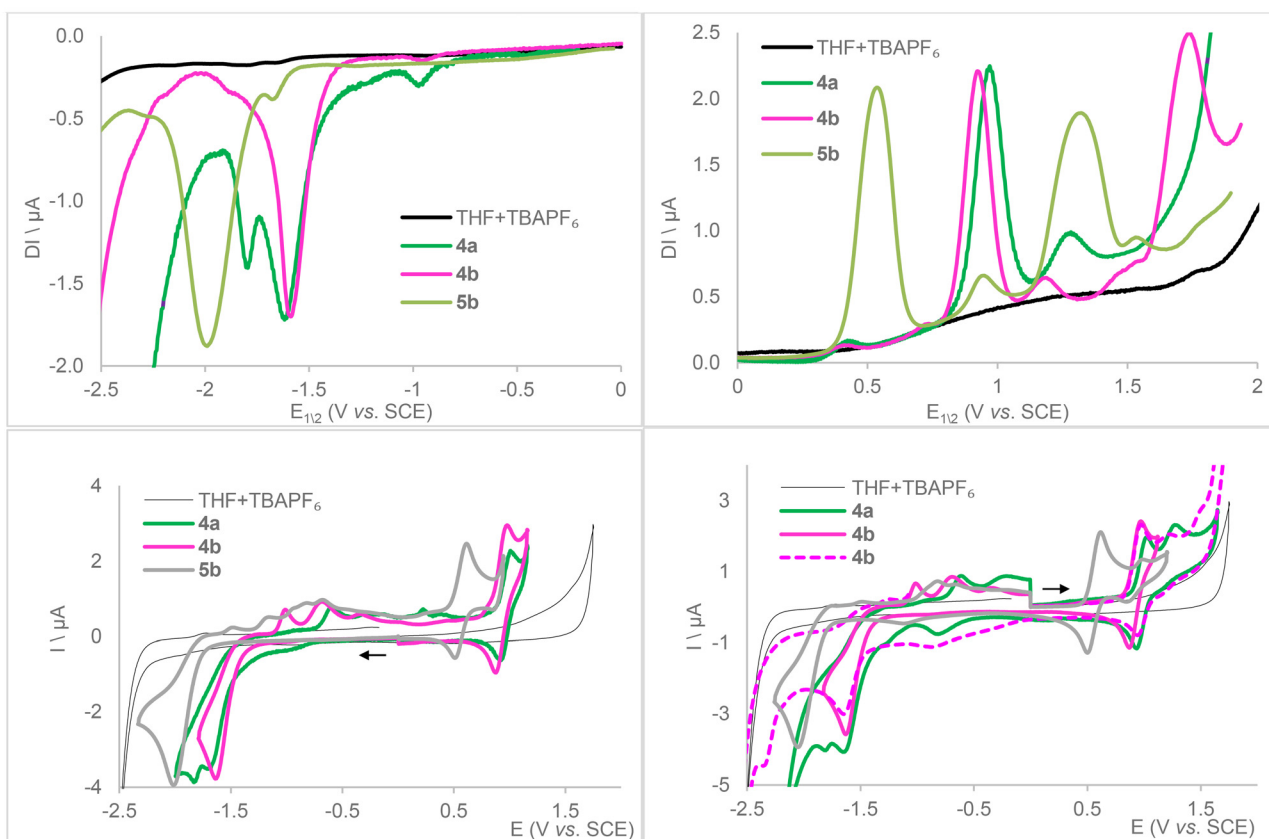 0.0
-0.5
-1.0
-1.5
-2.0
DI \ µA
THF+TBAPF₆
4a
4b
5b
-2.5 -2 -1.5 -1 -0.5 0
E1\2 (V vs. SCE)
2.5
2.0
1.5
1.0
0.5
0.0
DI \ µA
THF+TBAPF₆
4a
4b
5b
0 0.5 1 1.5 2
E1\2 (V vs. SCE)
4
2
0
-2
-4
I \ µA
THF+TBAPF₆
4a
4b
5b
-2.5 -1.5 -0.5 0.5 1.5
E (V vs. SCE)
3
1
-1
-3
-5
I \ µA
THF+TBAPF₆
4a
4b
4b
-2.5 -1.5 -0.5 0.5 1.5
E (V vs. SCE)